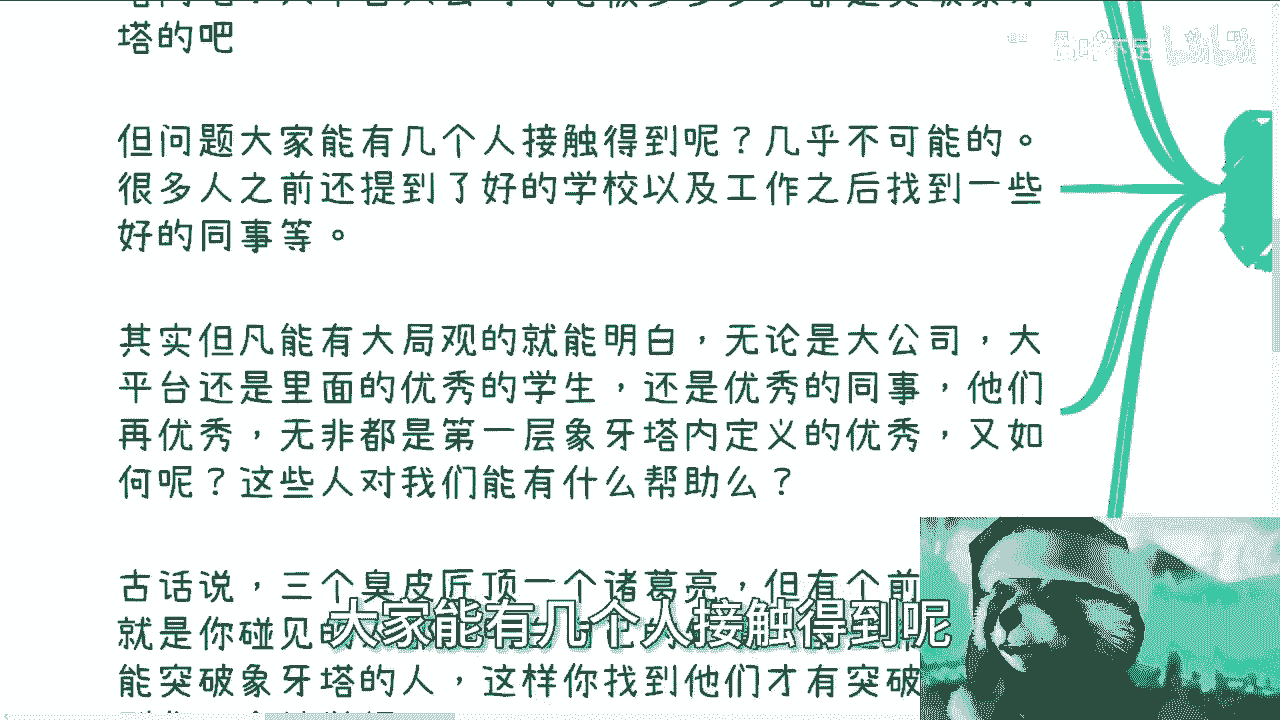 塔的吧
但问题大家能有几个人接触得到呢？几乎不可能的。
很多人之前还提到了好的学校以及工作之后找到一些
好的同事等。
其实但凡能有大局观的就能明白，无论是大公司，大
平台还是里面的优秀的学生，还是优秀的同事，他们
再优秀，无非都是第一层象牙塔内定义的优秀，又如
何呢？这些人对我们能有什么帮助么？
古话说，三个臭皮匠顶一个诸葛亮，但有个前
就是你碰见的
能突破象牙塔的人，这样你找到他们才有突破
大家能有几个人接触得到呢